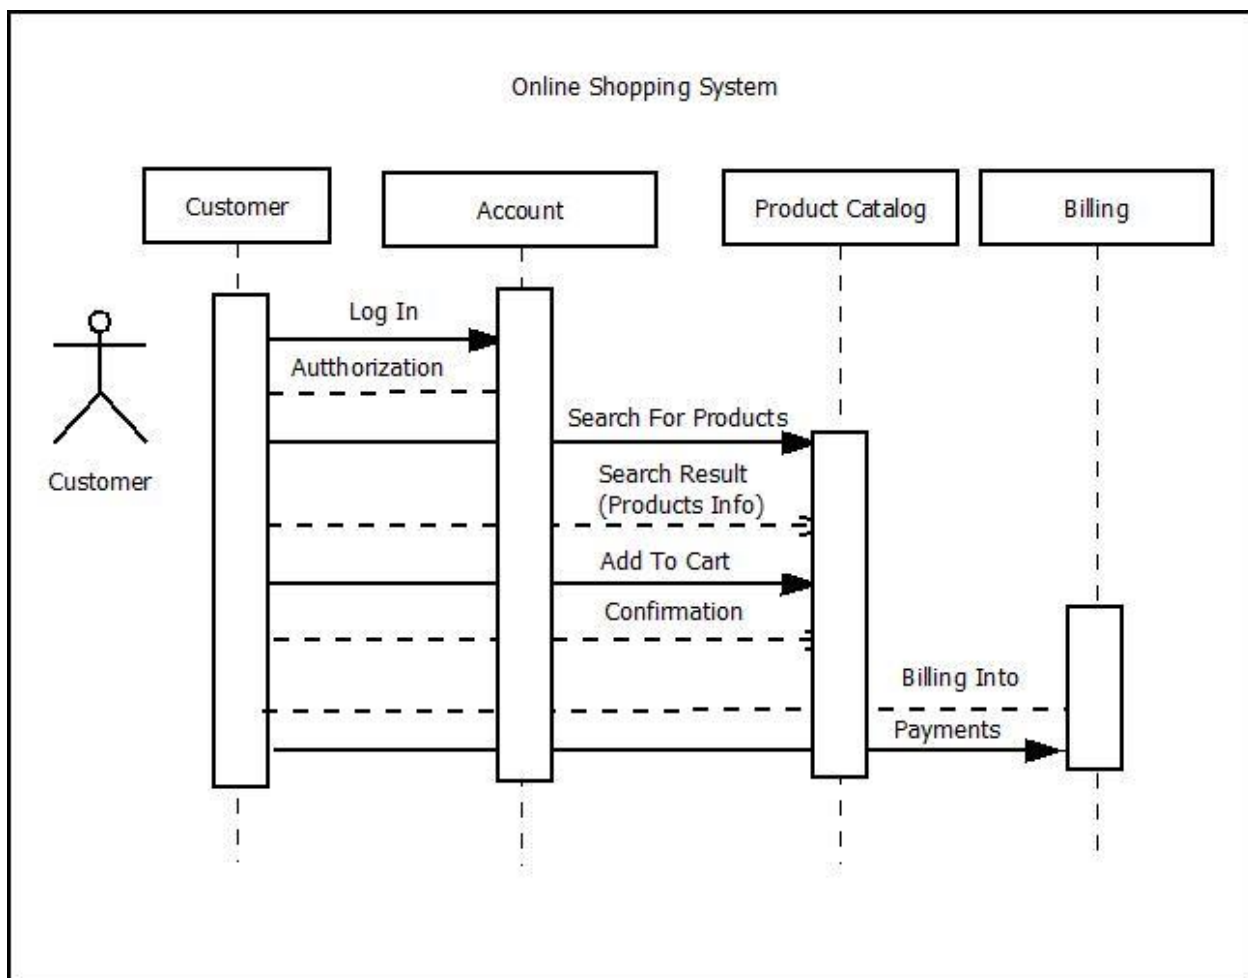 Online Shopping System
Customer
Account
Product Catalog
Billing
Log In
Autthorization
Search For Products
Customer
Search Result
(Products Info)
Add To Cart
Confirmation
Billing Into
Payments